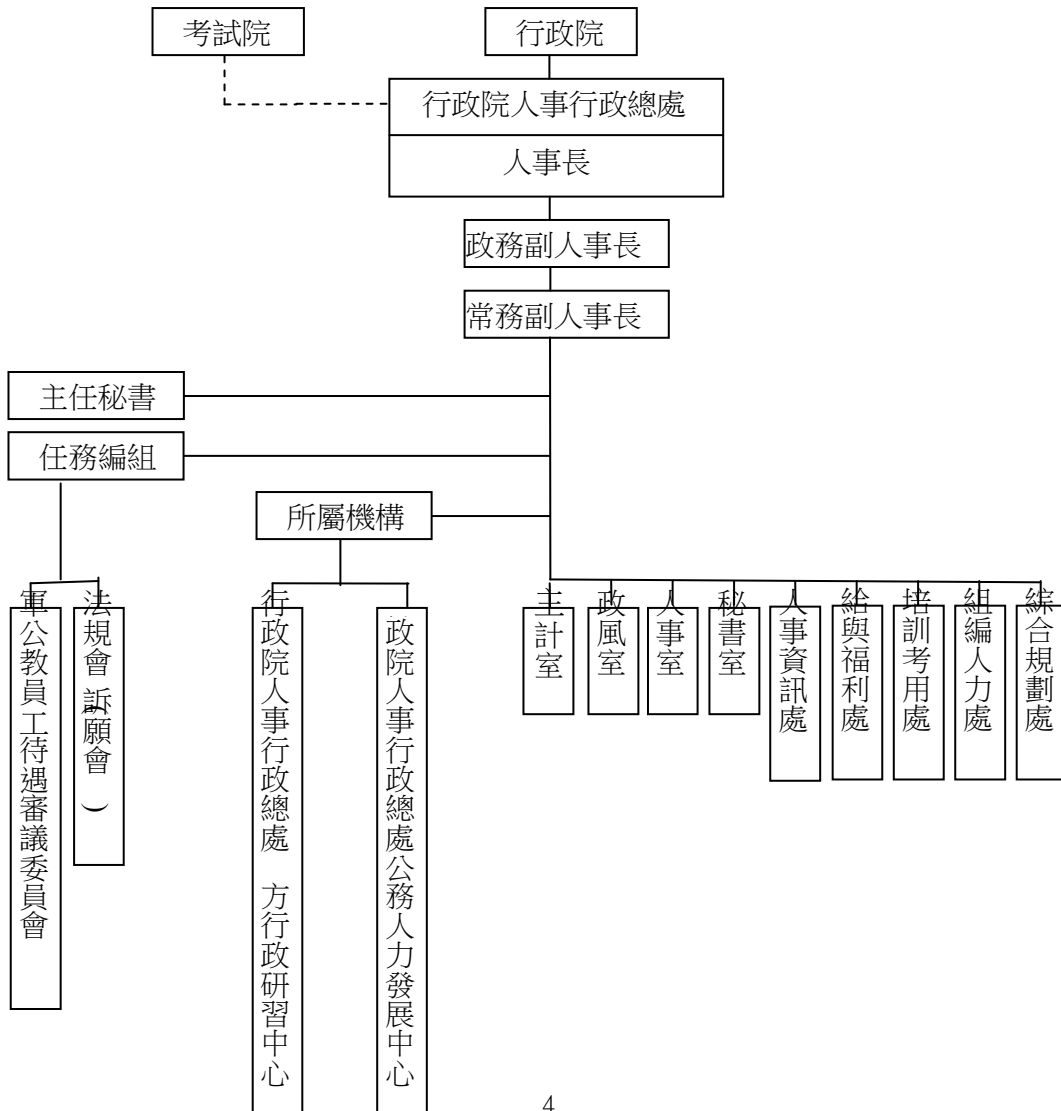 考試院
行政院
行政院人事行政總處
人事長
政務副人事長
常務副人事長
主任秘書
任務編組
所屬機構
軍公教員工待遇審議委員會
法規會 訴願會 )
行政院人事行政總處 方行政研習中心
政院人事行政總處公務人力發展中心
主計室
政風室
人事室
秘書室
人事資訊處
給與福利處
培訓考用處
組編人力處
綜合規劃處
4